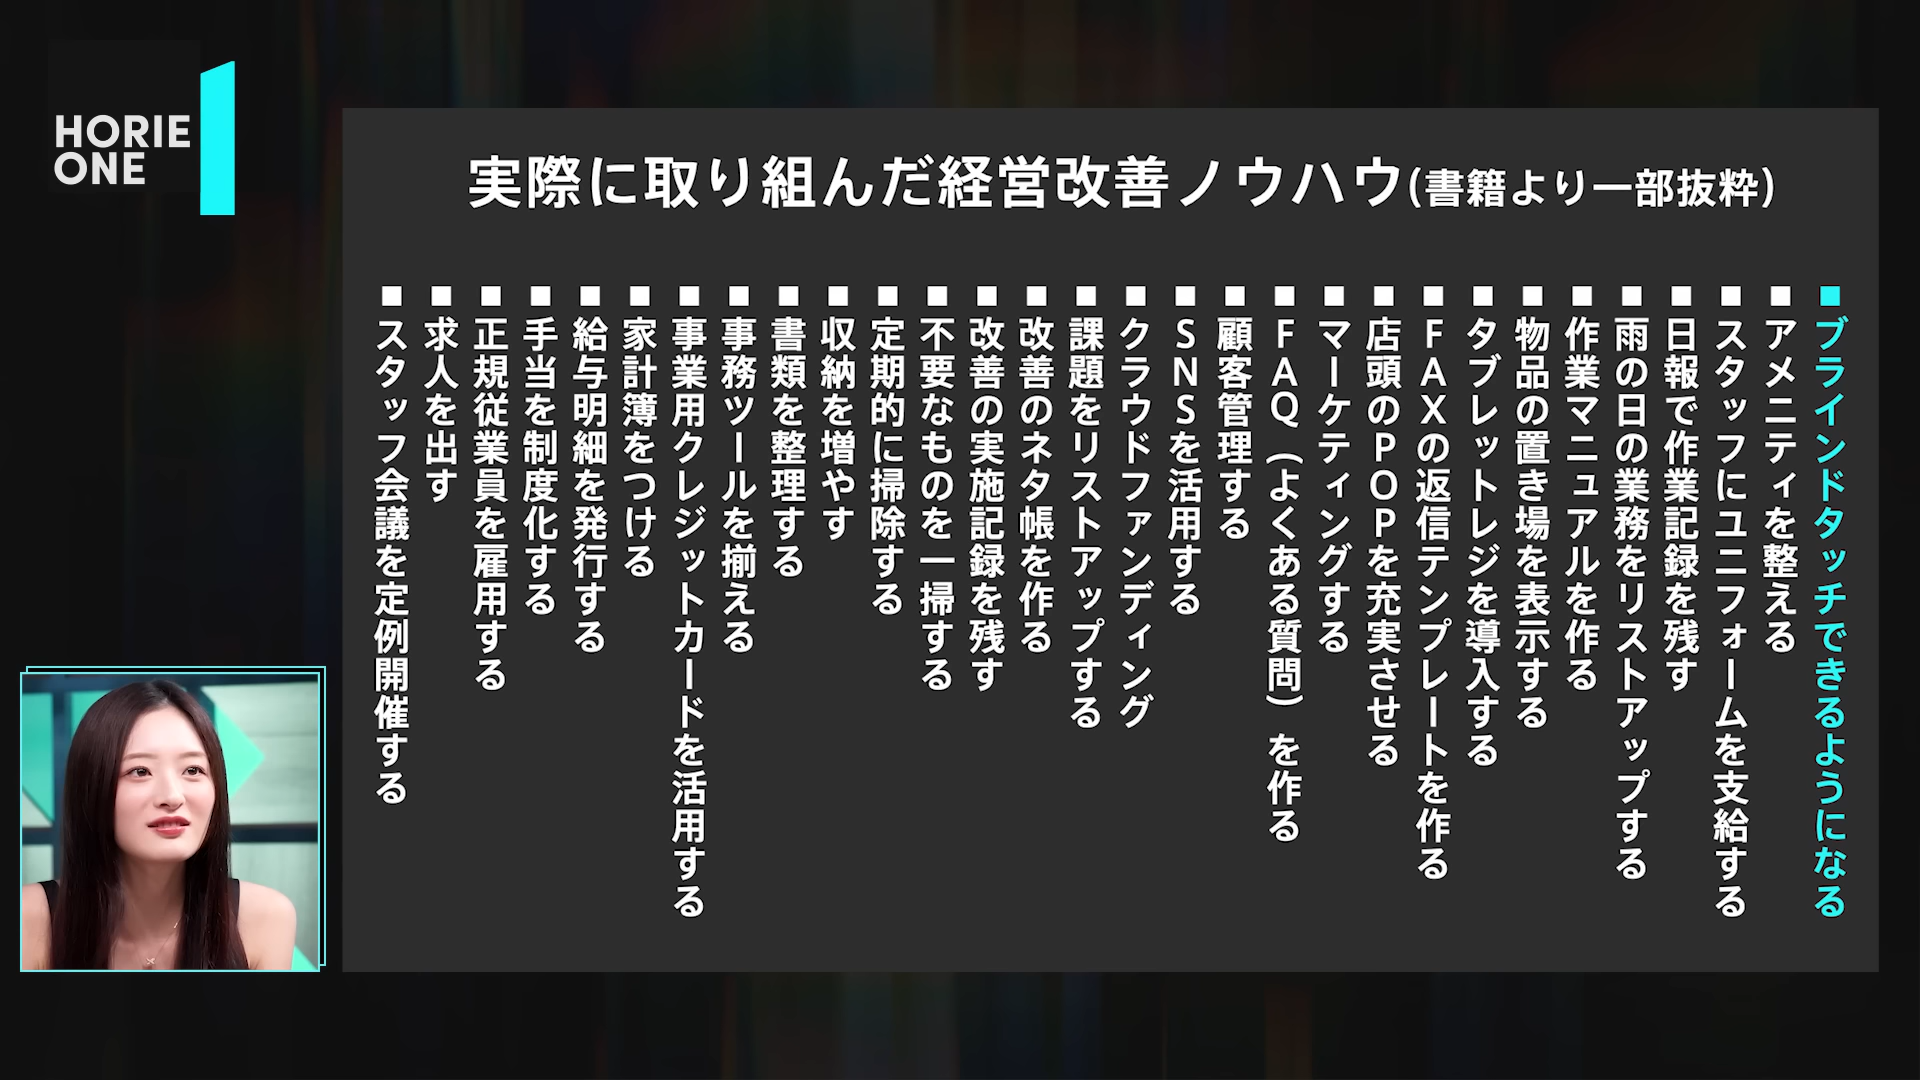 HORIE
ONE
実際に取り組んだ経営改善ノウハウ(書籍より一部抜粋)
■ブラインドタッチできるようになる
■アメニティを整える
■スタッフにユニフォームを支給する
■日報で作業記録を残す
■雨の日の業務をリストアップする
■作業マニュアルを作る
■物品の置き場を表示する
■タブレットレジを導入する
■FAXの返信テンプレートを作る
■店頭のPOPを充実させる
■マーケティングする
■FAQ(よくある質問)を作る
■顧客管理する
■SNSを活用する
■クラウドファンディング
■課題をリストアップする
■改善のネタ帳を作る
■改善の実施記録を残す
■不要なものを一掃する
■定期的に掃除する
■収納を増やす
■書類を整理する
■事務ツールを揃える
■事業用クレジットカードを活用する
■家計簿をつける
■給与明細を発行する
■手当を制度化する
■正規従業員を雇用する
■求人を出す
■スタッフ会議を定例開催する